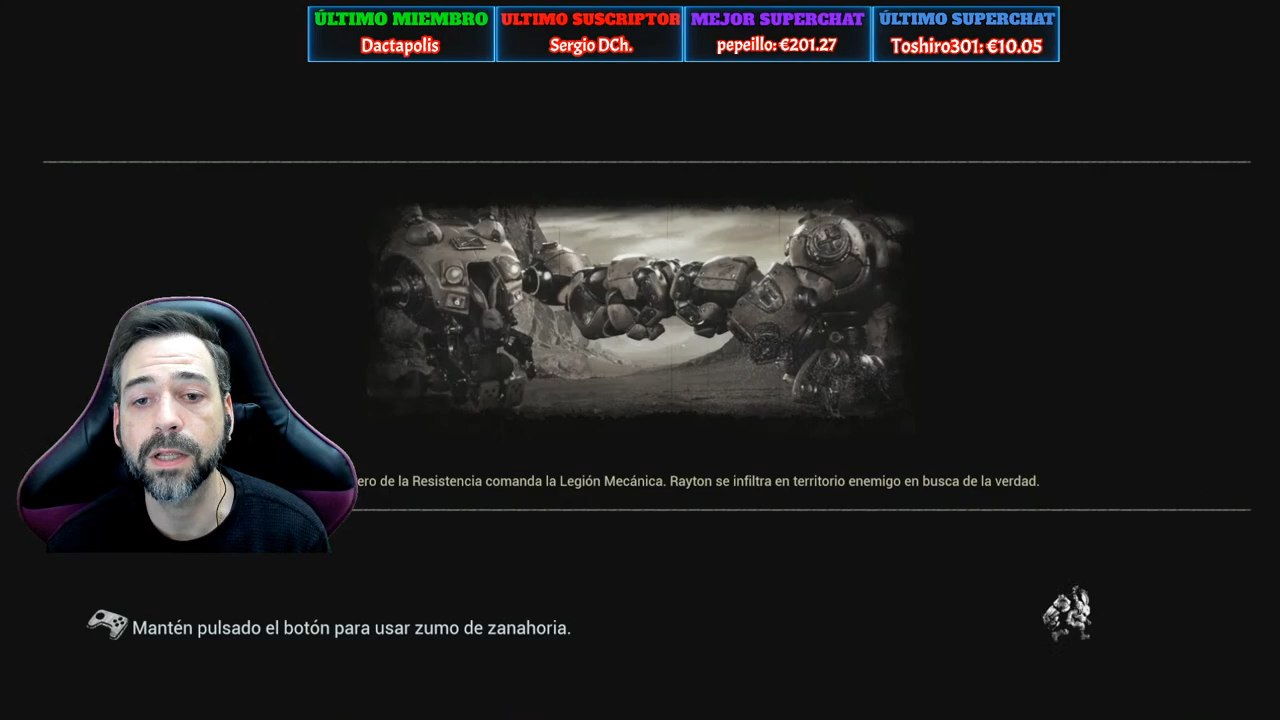 ÚLTIMO MIEMBRO
Dactapolis
ULTIMO SUSCRIPTOR
Sergio DCh.
MEJOR SUPERCHAT
pepeillo: €201.27
ÚLTIMO SUPERCHAT
Toshiro301: €10.05
de la Resistencia comanda la Legión Mecánica. Rayton se infiltra en territorio enemigo en busca de la verdad.
Mantén pulsado el botón para usar zumo de zanahoria.